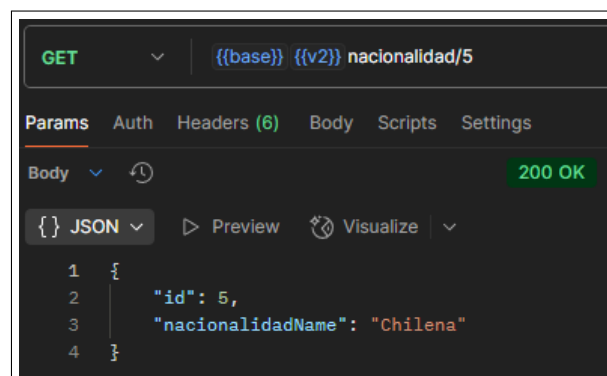 GET {{base}} {{v2}} nacionalidad/5
Params Auth Headers (6) Body Scripts Settings
Body 200 OK
{} JSON Preview Visualize
1 {
2 "id": 5,
3 "nacionalidadName": "Chilena"
4 }